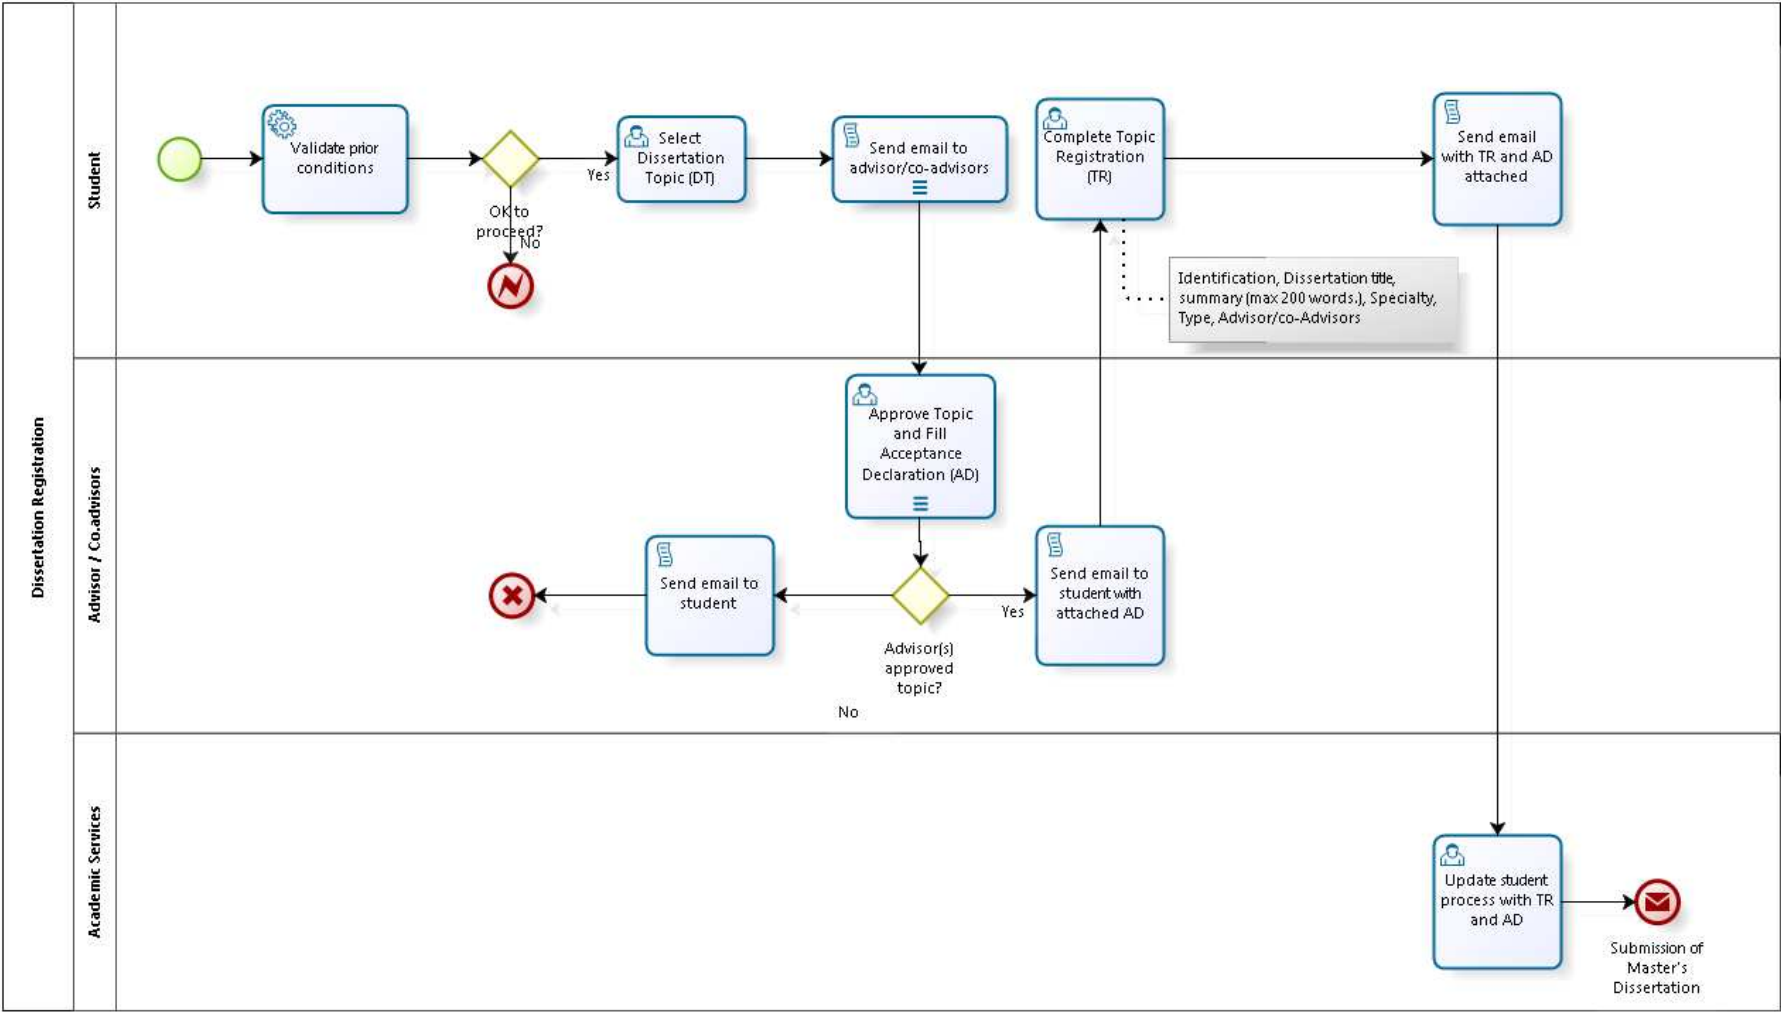 Dissertation Registration
Student
Validate prior
conditions
OK to
proceed?
No
Yes
Select
Dissertation
Topic (DT)
Send email to
advisor/co-advisors
Complete Topic
Registration
(TR)
Identification, Dissertation title,
summary (max 200 words.), Specialty,
Type, Advisor/co-Advisors
Send email
with TR and AD
attached
Advisor / Co.advisors
Approve Topic
and Fill
Acceptance
Declaration (AD)
Send email to
student
Advisor(s)
approved
topic?
No
Yes
Send email to
student with
attached AD
Academic Services
Update student
process with TR
and AD
Submission of
Master's
Dissertation